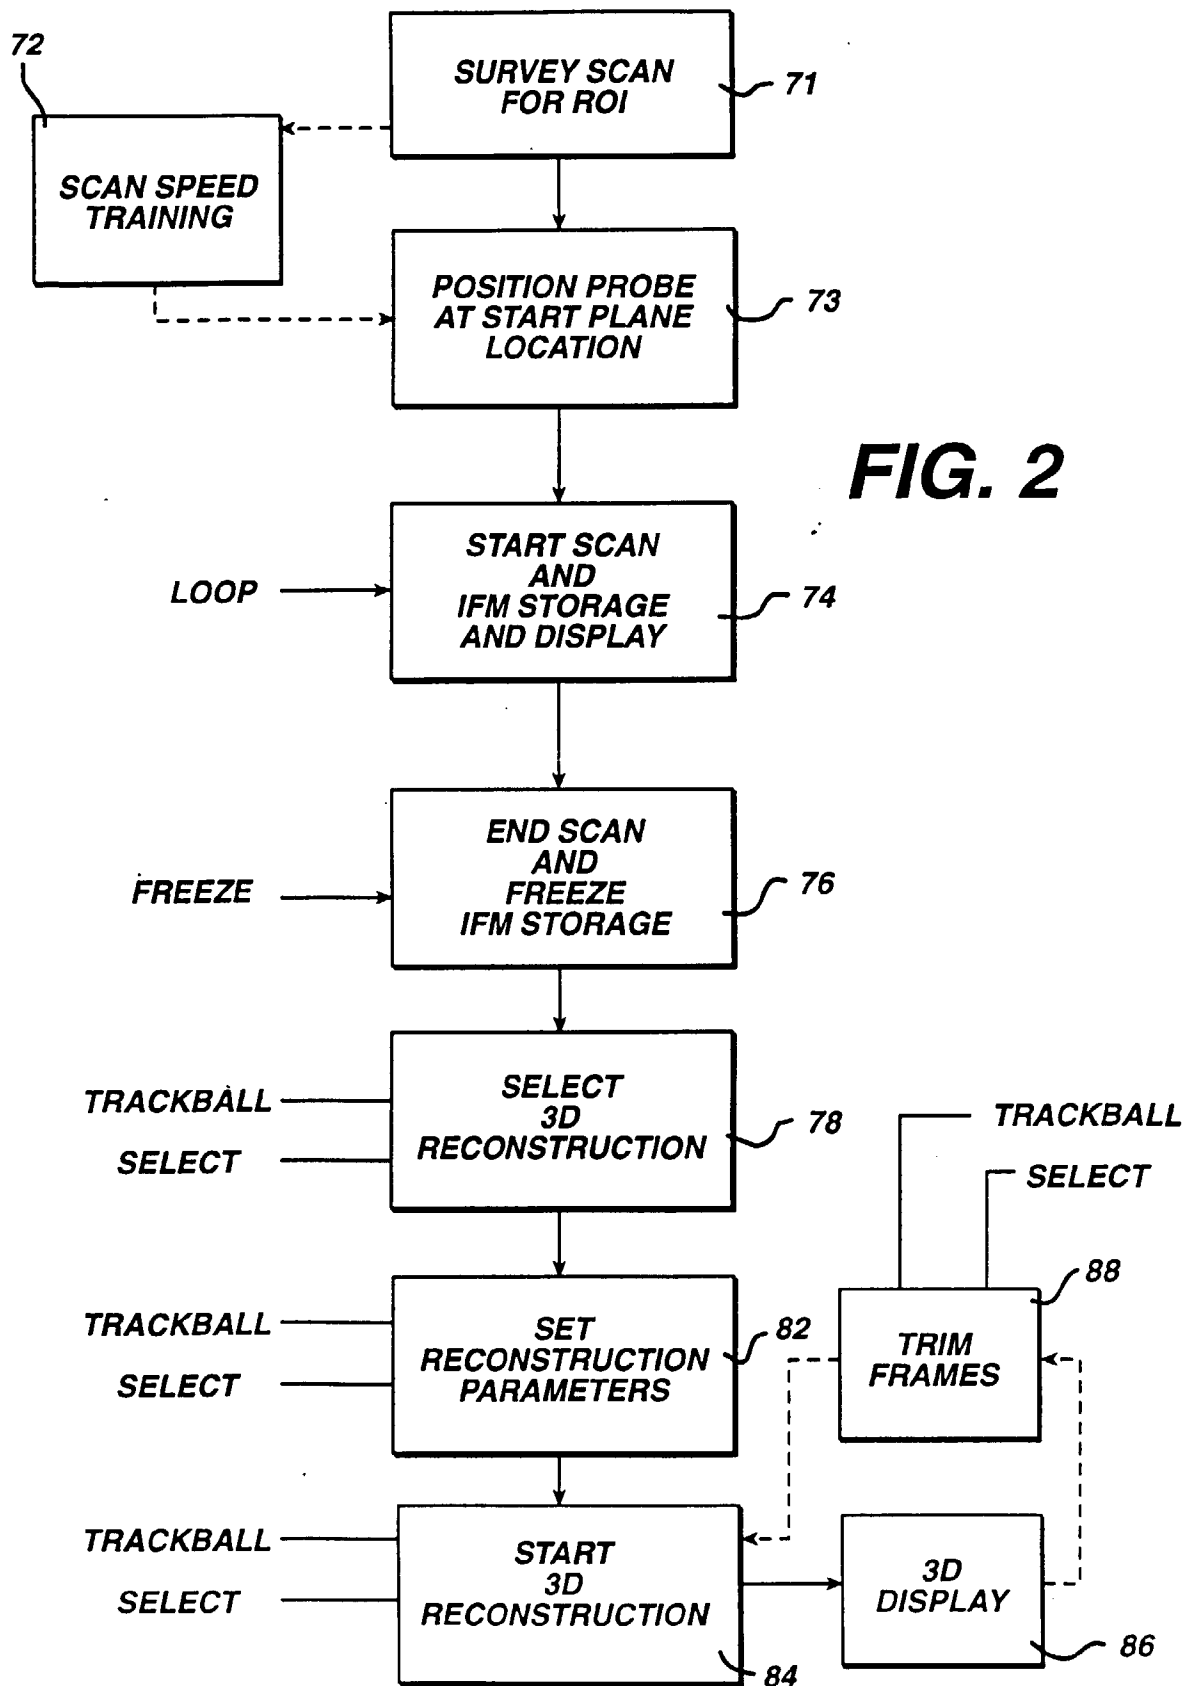 72
SURVEY SCAN
FOR ROI
71
SCAN SPEED
TRAINING
POSITION PROBE
AT START PLANE
LOCATION
73
FIG. 2
START SCAN
AND
IFM STORAGE
AND DISPLAY
LOOP
74
END SCAN
AND
FREEZE
IFM STORAGE
FREEZE
76
SELECT
3D
RECONSTRUCTION
TRACKBALL
SELECT
78
TRACKBALL
SELECT
88
TRIM
FRAMES
SET
RECONSTRUCTION
PARAMETERS
TRACKBALL
SELECT
82
START
3D
RECONSTRUCTION
TRACKBALL
SELECT
84
3D
DISPLAY
86